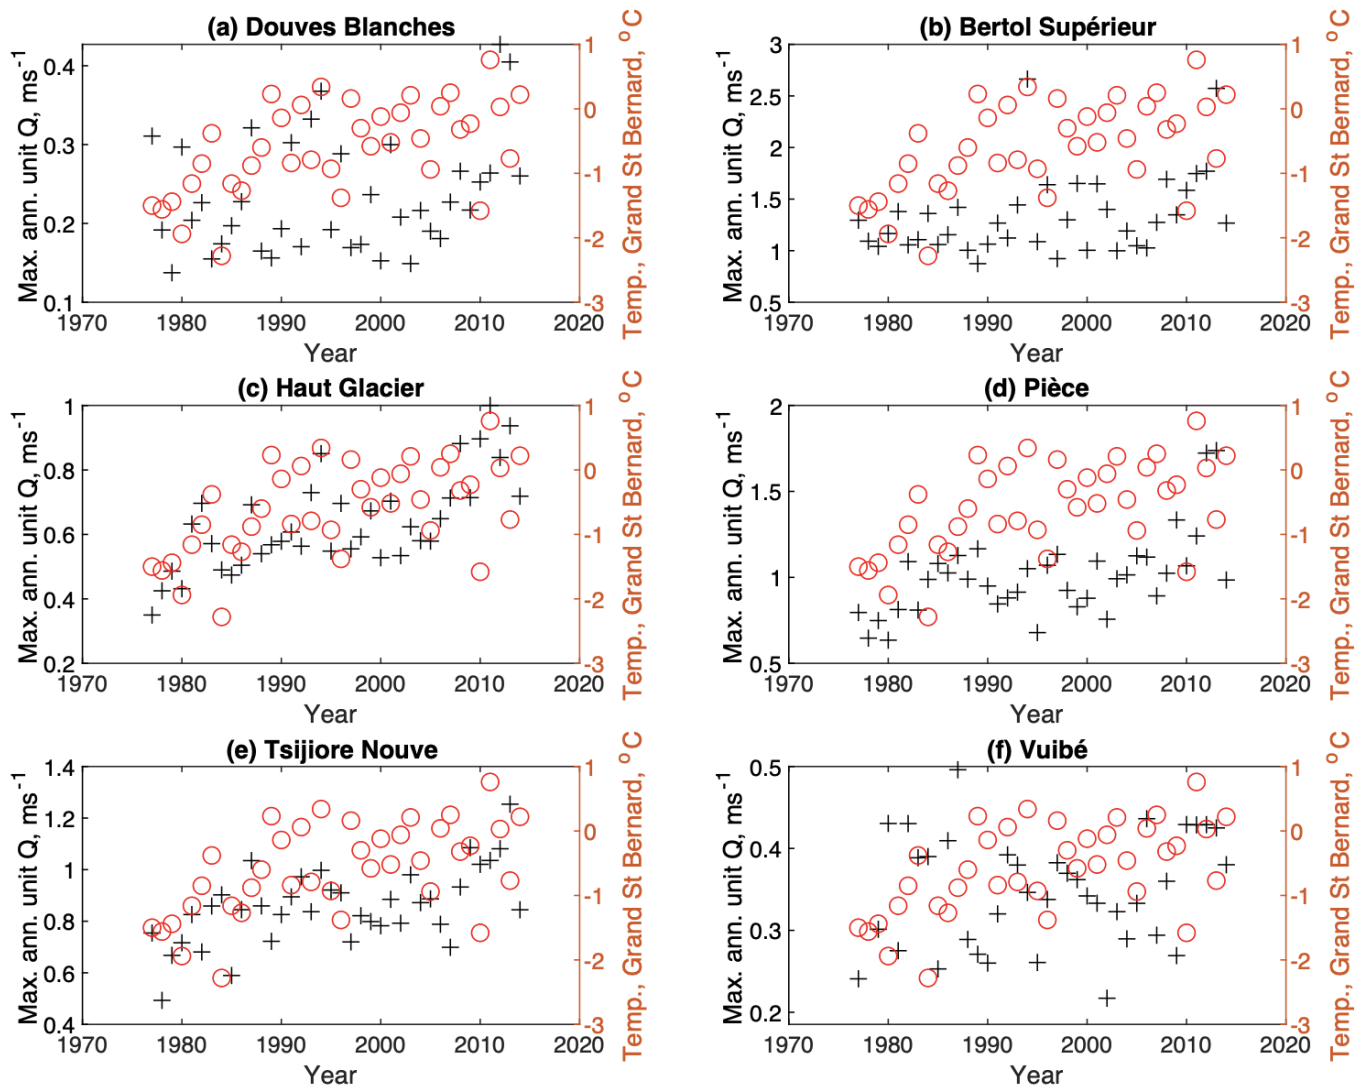 (a) Douves Blanches
Max. ann. unit Q, ms-1
0.4
0.3
0.2
0.1
1
0
-1
-2
-3
Temp., Grand St Bernard, oC
1970 1980 1990 2000 2010 2020
Year
(b) Bertol Supérieur
Max. ann. unit Q, ms-1
3
2.5
2
1.5
1
0.5
1
0
-1
-2
-3
Temp., Grand St Bernard, oC
1970 1980 1990 2000 2010 2020
Year
(c) Haut Glacier
Max. ann. unit Q, ms-1
1
0.8
0.6
0.4
0.2
1
0
-1
-2
-3
Temp., Grand St Bernard, oC
1970 1980 1990 2000 2010 2020
Year
(d) Pièce
Max. ann. unit Q, ms-1
2
1.5
1
0.5
1
0
-1
-2
-3
Temp., Grand St Bernard, oC
1970 1980 1990 2000 2010 2020
Year
(e) Tsijiore Nouve
Max. ann. unit Q, ms-1
1.4
1.2
1
0.8
0.6
0.4
1
0
-1
-2
-3
Temp., Grand St Bernard, oC
1970 1980 1990 2000 2010 2020
Year
(f) Vuibé
Max. ann. unit Q, ms-1
0.5
0.4
0.3
0.2
1
0
-1
-2
-3
Temp., Grand St Bernard, oC
1970 1980 1990 2000 2010 2020
Year